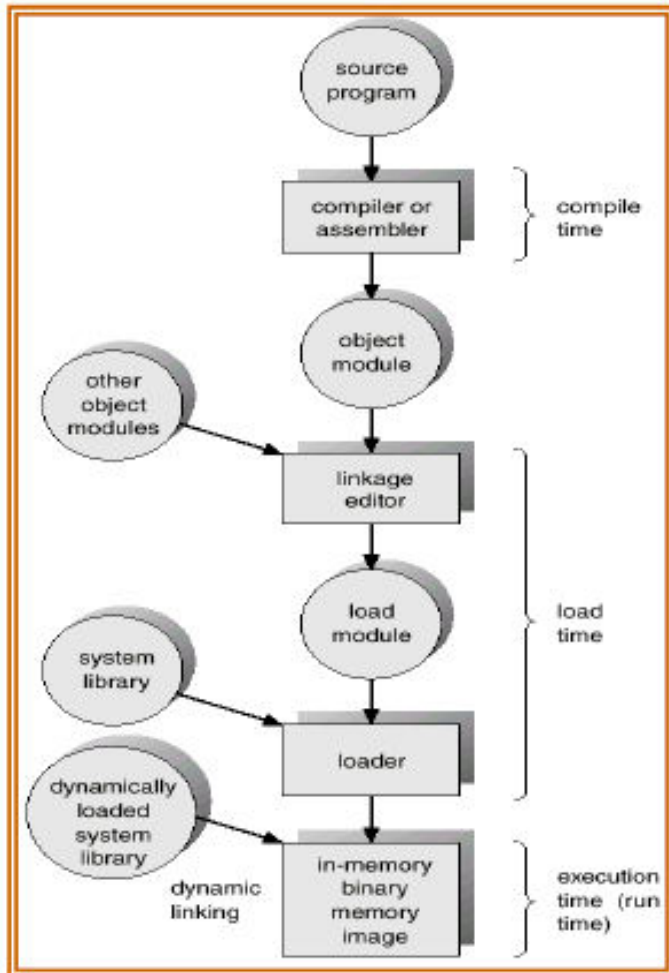 source
program
compiler or
assembler
compile
time
object
module
other
object
modules
linkage
editor
load
module
load
time
system
library
loader
dynamically
loaded
system
library
dynamic
linking
in-memory
binary
memory
image
execution
time (run
time)